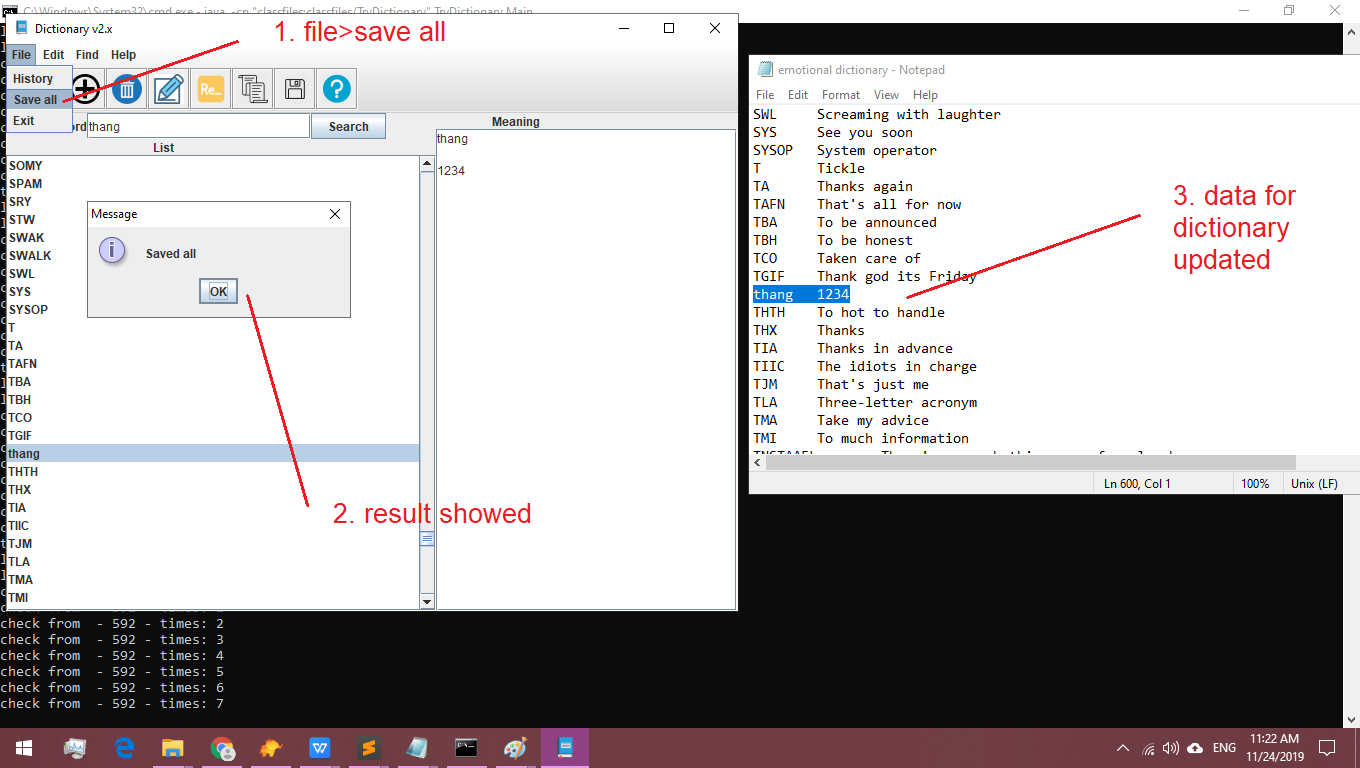 C:\Windows\System32\cmd.exe - java -cp "classfiles;classfiles/TryDictionary" TryDictionary.Main
Dictionary v2.x
1. file>save all
File Edit Find Help
History
Save all
Exit
Re...
thang
Search
List
SOMY
SPAM
SRY
STW
SWAK
SWALK
SWL
SYS
SYSOP
T
TA
TAFN
TBA
TBH
TCO
TGIF
thang
THTH
THX
TIA
TIIC
TJM
TLA
TMA
TMI
Meaning
thang
1234
Message
Saved all
OK
2. result showed
emotional dictionary - Notepad
File Edit Format View Help
SWL Screaming with laughter
SYS See you soon
SYSOP System operator
T Tickle
TA Thanks again
TAFN That's all for now
TBA To be announced
TBH To be honest
TCO Taken care of
TGIF Thank god its Friday
thang 1234
THTH To hot to handle
THX Thanks
TIA Thanks in advance
TIIC The idiots in charge
TJM That's just me
TLA Three-letter acronym
TMA Take my advice
TMI To much information
Ln 600, Col 1 100% Unix (LF)
3. data for
dictionary
updated
check from - 592 - times: 2
check from - 592 - times: 3
check from - 592 - times: 4
check from - 592 - times: 5
check from - 592 - times: 6
check from - 592 - times: 7
ENG
11:22 AM
11/24/2019